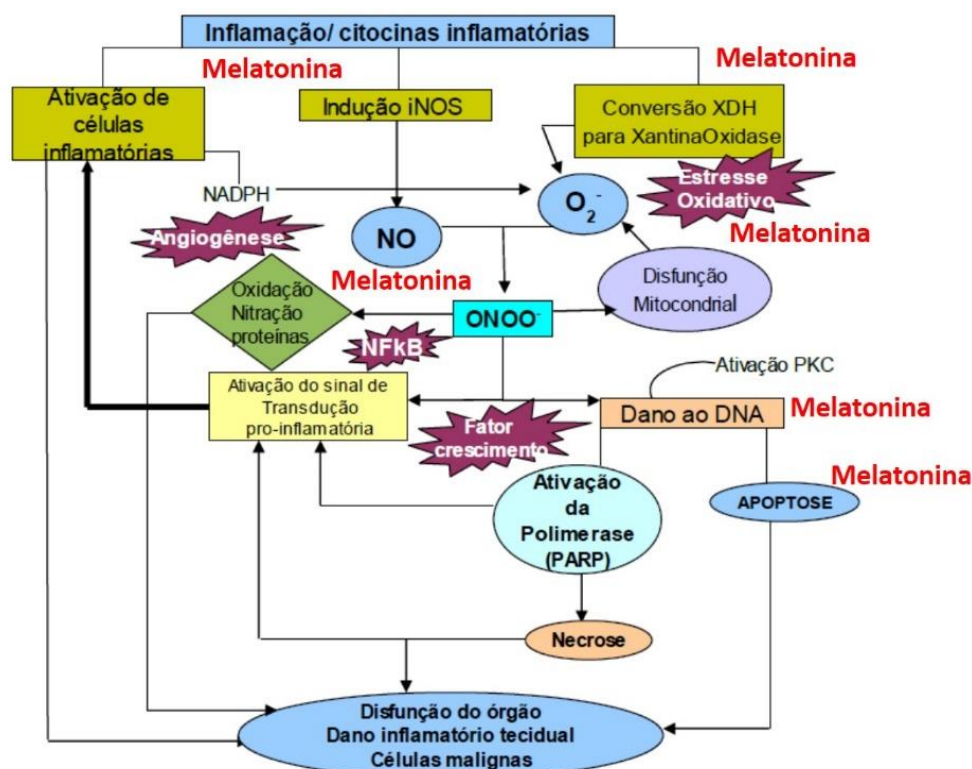 Inflamação/ citocinas inflamatórias
Melatonina
Melatonina
Ativação de
células
inflamatórias
Indução iNOS
Conversão XDH
para XantinaOxidase
NADPH
Estresse
Oxidativo
O₂⁻
Angiogênese
NO
Melatonina
Melatonina
Disfunção
Mitocondrial
Oxidação
Nitração
proteínas
ONOO⁻
NFkB
Ativação PKC
Ativação do sinal de
Transdução
pro-inflamatória
Fator
crescimento
Dano ao DNA
Melatonina
Melatonina
Ativação
da
Polimerase
(PARP)
APOPTOSE
Necrose
Disfunção do órgão
Dano inflamatório tecidual
Células malignas